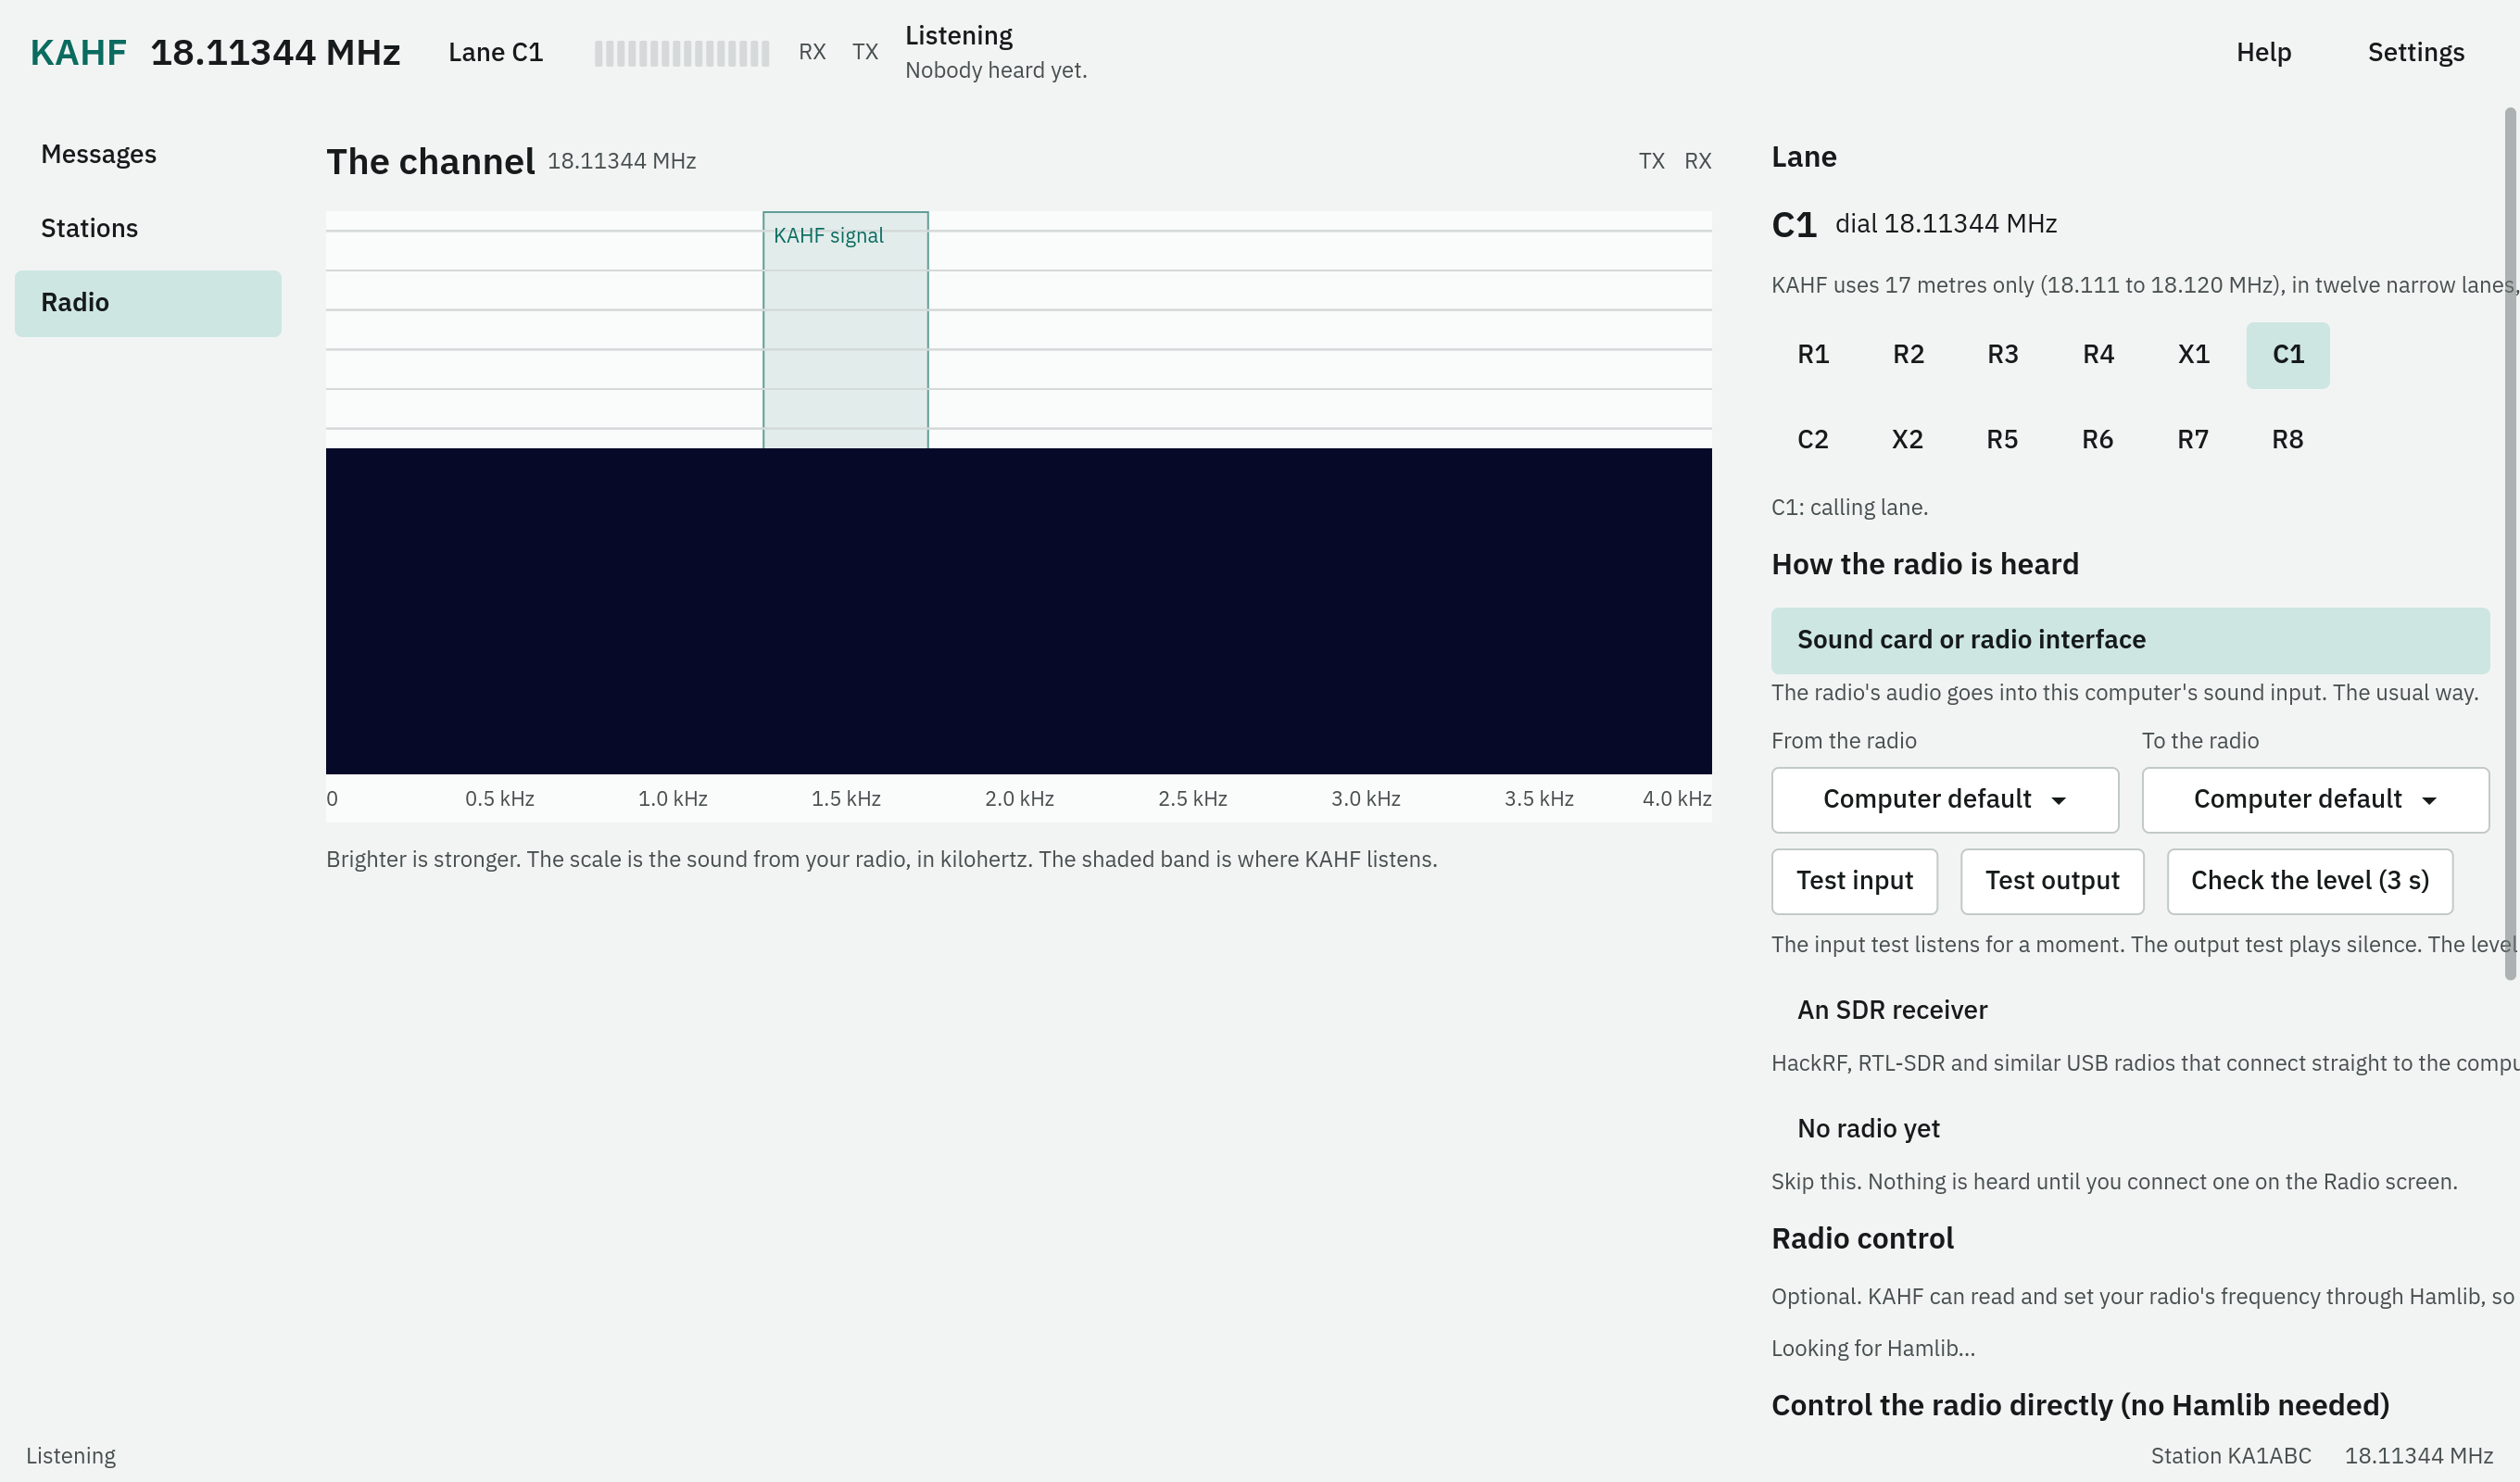 KAHF 18.11344 MHz Lane C1 RX TX Listening
Nobody heard yet.
Help Settings
Messages
Stations
Radio
The channel 18.11344 MHz TX RX
KAHF signal
0 0.5 kHz 1.0 kHz 1.5 kHz 2.0 kHz 2.5 kHz 3.0 kHz 3.5 kHz 4.0 kHz
Brighter is stronger. The scale is the sound from your radio, in kilohertz. The shaded band is where KAHF listens.
Lane
C1 dial 18.11344 MHz
KAHF uses 17 metres only (18.111 to 18.120 MHz), in twelve narrow lanes,
R1 R2 R3 R4 X1 C1
C2 X2 R5 R6 R7 R8
C1: calling lane.
How the radio is heard
Sound card or radio interface
The radio's audio goes into this computer's sound input. The usual way.
From the radio To the radio
Computer default Computer default
Test input Test output Check the level (3 s)
The input test listens for a moment. The output test plays silence. The level
An SDR receiver
HackRF, RTL-SDR and similar USB radios that connect straight to the compu
No radio yet
Skip this. Nothing is heard until you connect one on the Radio screen.
Radio control
Optional. KAHF can read and set your radio's frequency through Hamlib, so
Looking for Hamlib...
Control the radio directly (no Hamlib needed)
Listening Station KA1ABC 18.11344 MHz